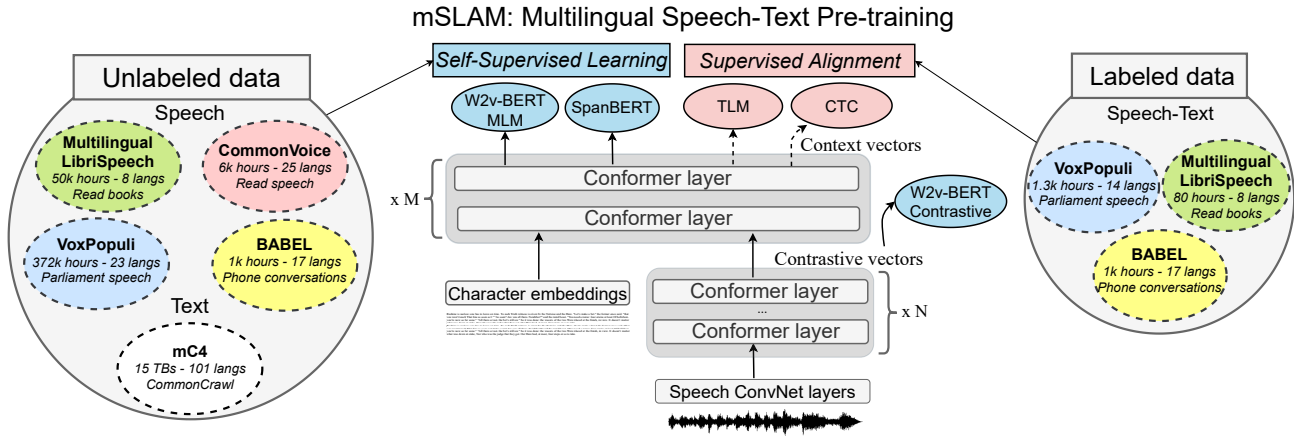 mSLAM: Multilingual Speech-Text Pre-training
Unlabeled data
Speech
Multilingual
LibriSpeech
50k hours - 8 langs
Read books
CommonVoice
6k hours - 25 langs
Read speech
VoxPopuli
372k hours - 23 langs
Parliament speech
BABEL
1k hours - 17 langs
Phone conversations
Text
mC4
15 TBs - 101 langs
CommonCrawl
Self-Supervised Learning
Supervised Alignment
W2v-BERT
MLM
SpanBERT
TLM
CTC
Context vectors
x M
Conformer layer
Conformer layer
W2v-BERT
Contrastive
Contrastive vectors
Character embeddings
Conformer layer
...
Conformer layer
x N
Speech ConvNet layers
Labeled data
Speech-Text
VoxPopuli
1.3k hours - 14 langs
Parliament speech
Multilingual
LibriSpeech
80 hours - 8 langs
Read books
BABEL
1k hours - 17 langs
Phone conversations